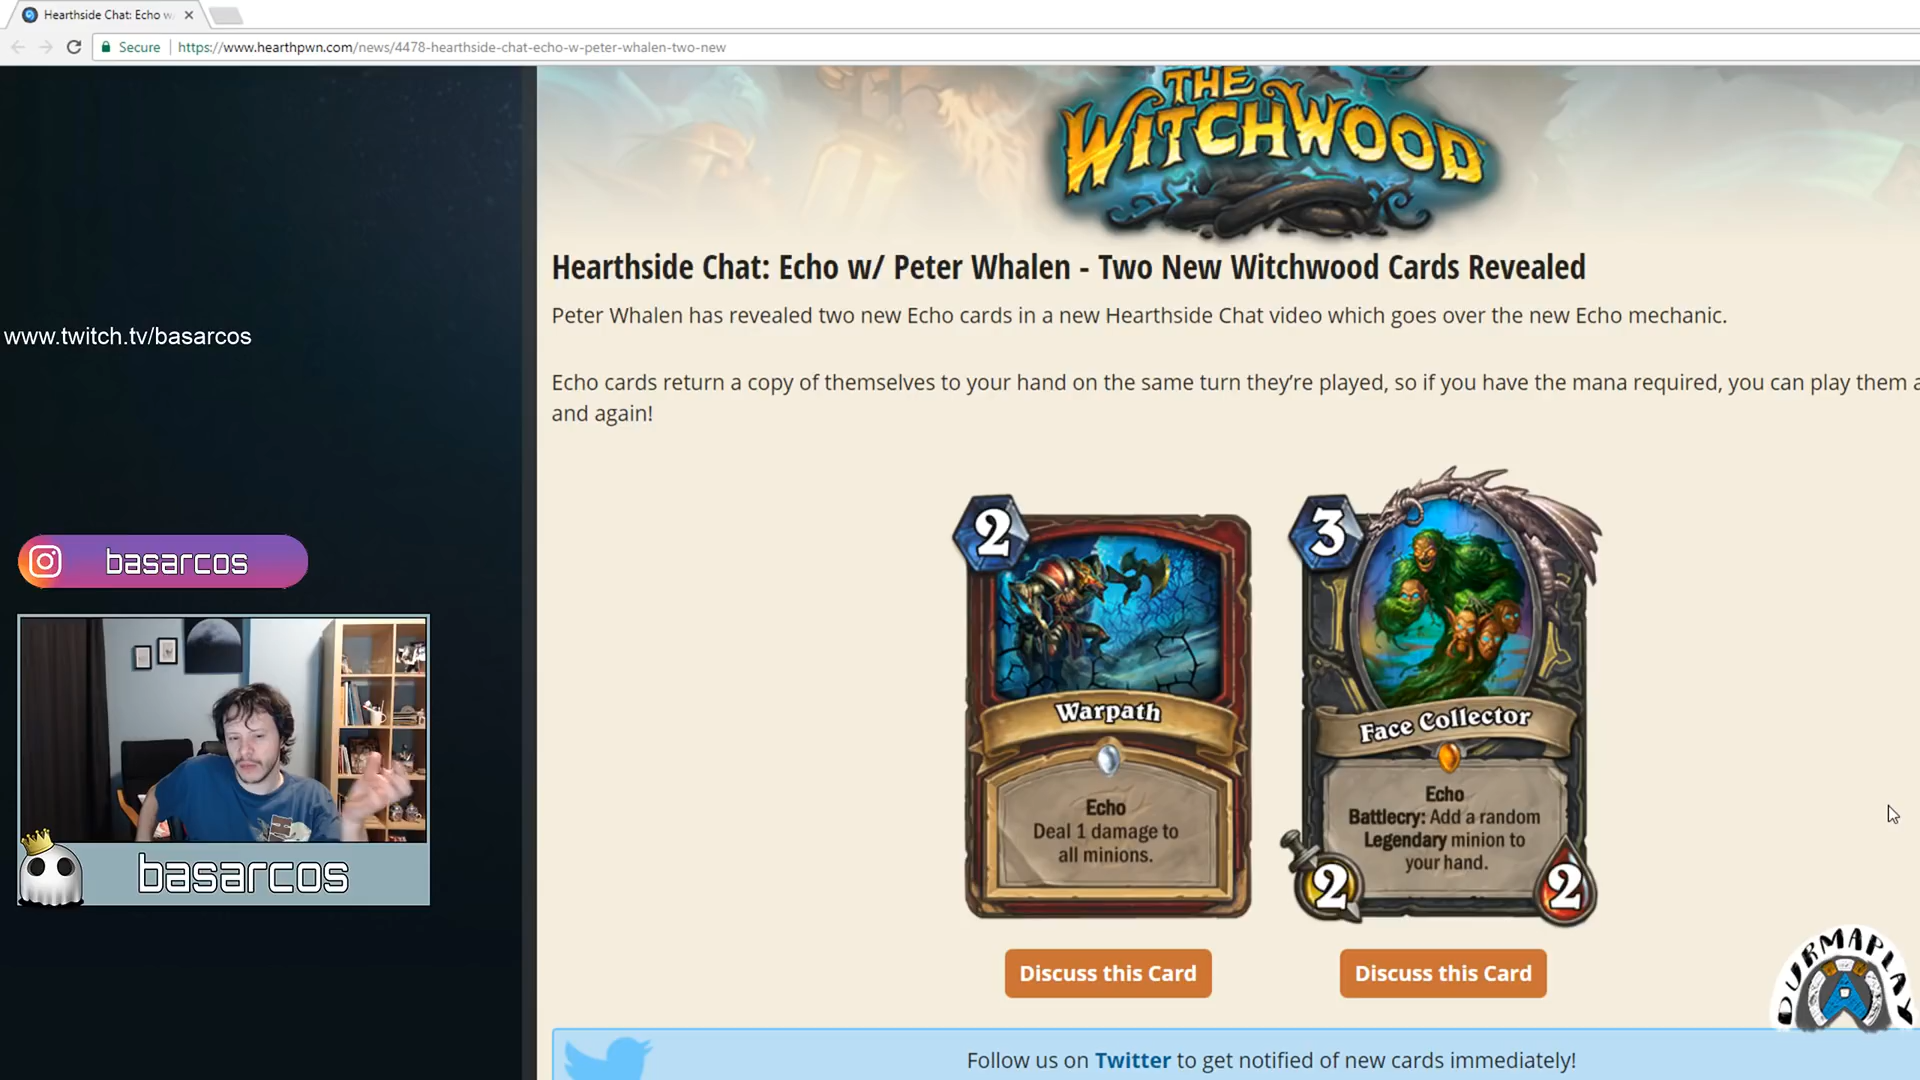 Hearthside Chat: Echo w
Secure
https://www.hearthpwn.com/news/4478-hearthside-chat-echo-w-peter-whalen-two-new
THE
WITCHWOOD
Hearthside Chat: Echo w/ Peter Whalen - Two New Witchwood Cards Revealed
Peter Whalen has revealed two new Echo cards in a new Hearthside Chat video which goes over the new Echo mechanic.
www.twitch.tv/basarcos
Echo cards return a copy of themselves to your hand on the same turn they’re played, so if you have the mana required, you can play them a
and again!
2
Warpath
Echo
Deal 1 damage to
all minions.
3
Face Collector
Echo
Battlecry: Add a random
Legendary minion to
your hand.
2
2
basarcos
basarcos
Discuss this Card
Discuss this Card
DURMAPLAY
Follow us on Twitter to get notified of new cards immediately!